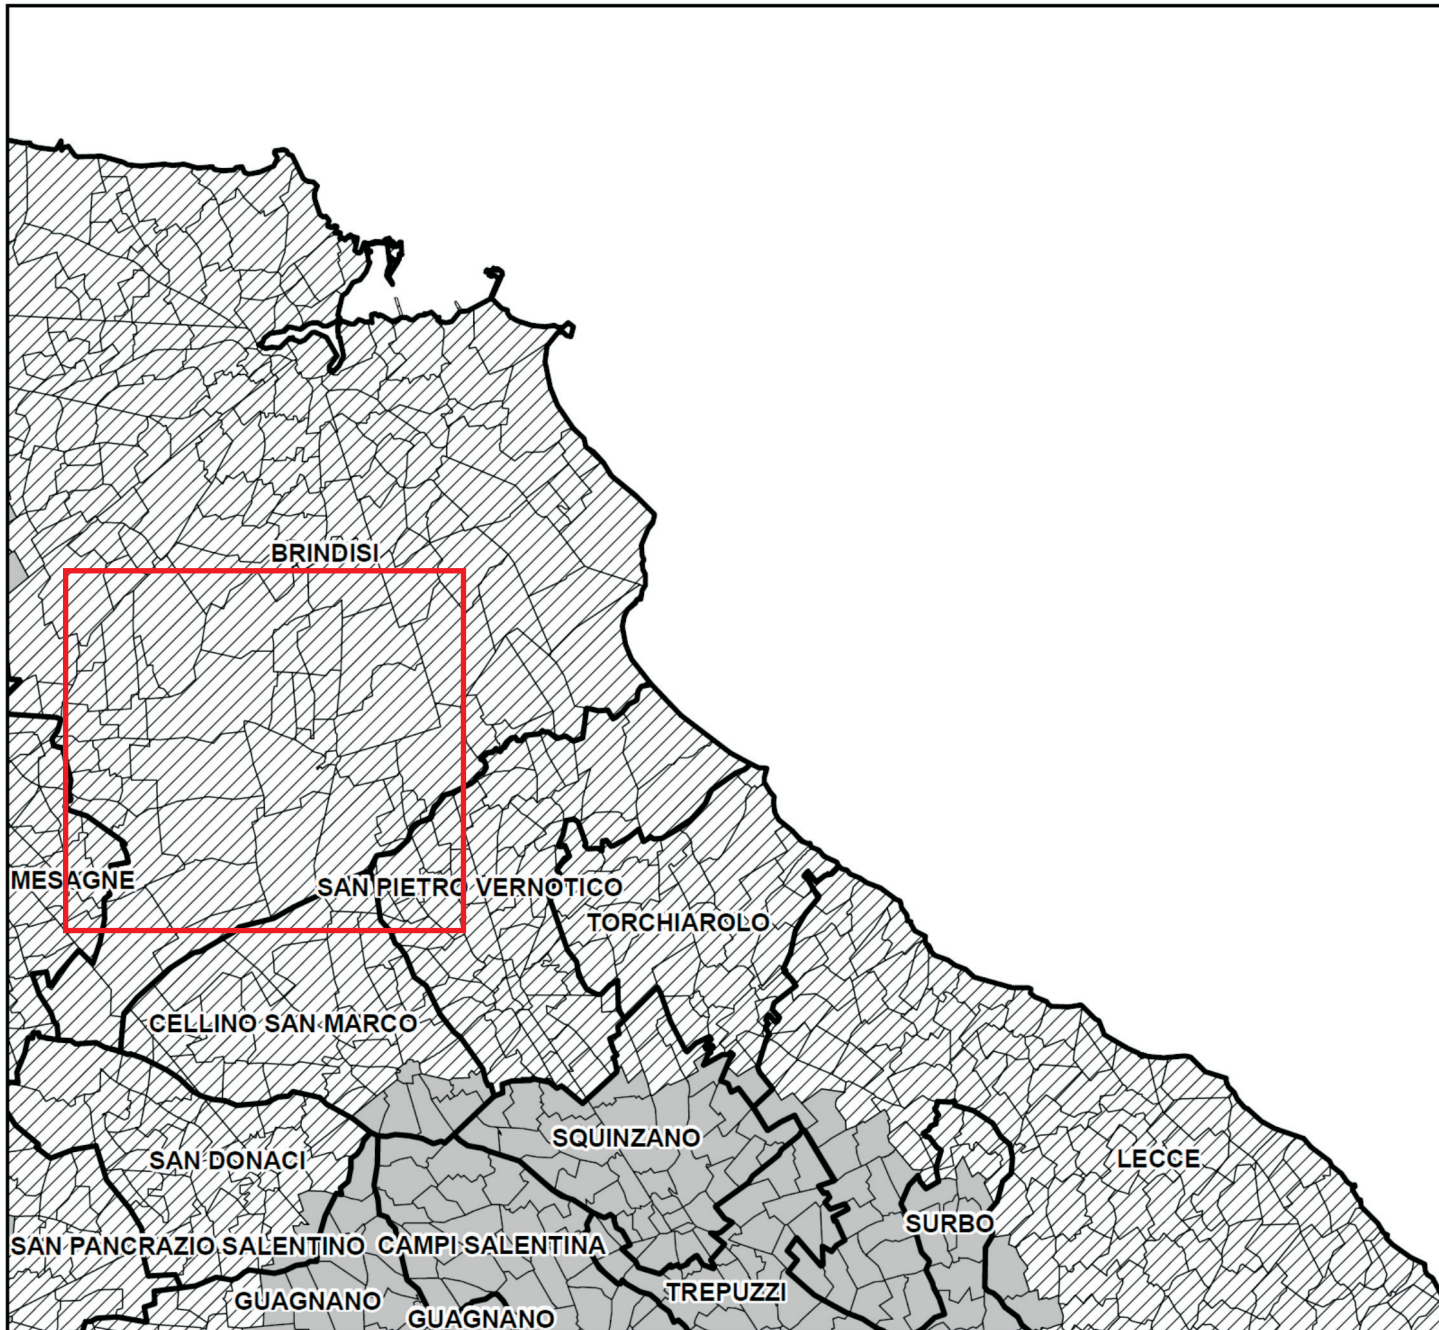 BRINDISI
MESAGNE
SAN PIETRO VERNOTICO
TORCHIAROLO
CELLINO SAN MARCO
SQUINZANO
SAN DONACI
LECCE
SURBO
SAN PANCRAZIO SALENTINO
CAMPI SALENTINA
TREPUZZI
GUAGNANO
GUAGNANO